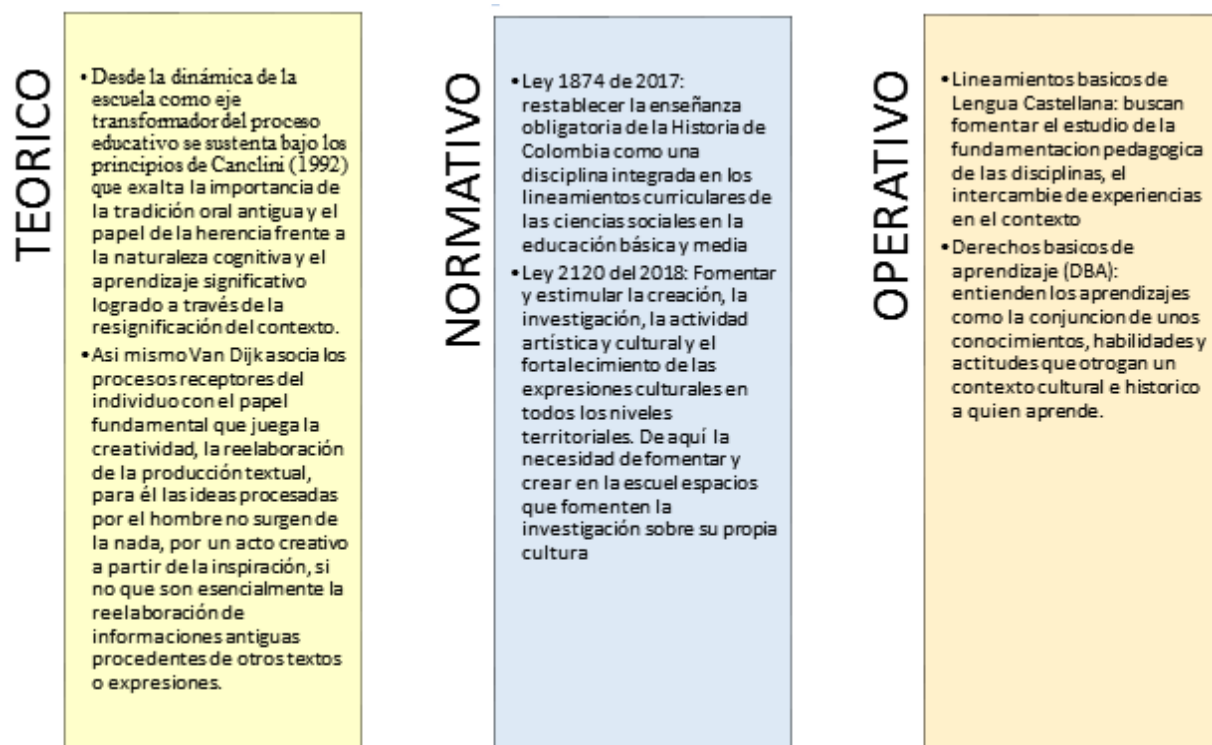 TEORICO
• Desde la dinámica de la
escuela como eje
transformador del proceso
educativo se sustenta bajo los
principios de Canclini (1992)
que exalta la importancia de
la tradición oral antigua y el
papel de la herencia frente a
la naturaleza cognitiva y el
aprendizaje significativo
logrado a través de la
resignificación del contexto.
• Asi mismo Van Dijk asocia los
procesos receptores del
individuo con el papel
fundamental que juega la
creatividad, la reelaboración
de la producción textual,
para él las ideas procesadas
por el hombre no surgen de
la nada, por un acto creativo
a partir de la inspiración, si
no que son esencialmente la
reelaboración de
informaciones antiguas
procedentes de otros textos
o expresiones.
NORMATIVO
• Ley 1874 de 2017:
restablecer la enseñanza
obligatoria de la Historia de
Colombia como una
disciplina integrada en los
lineamientos curriculares de
las ciencias sociales en la
educación básica y media
• Ley 2120 del 2018: Fomentar
y estimular la creación, la
investigación, la actividad
artística y cultural y el
fortalecimiento de las
expresiones culturales en
todos los niveles
territoriales. De aquí la
necesidad de fomentar y
crear en la escuel espacios
que fomenten la
investigación sobre su propia
cultura
OPERATIVO
• Lineamientos basicos de
Lengua Castellana: buscan
fomentar el estudio de la
fundamentacion pedagogica
de las disciplinas, el
intercambie de experiencias
en el contexto
• Derechos basicos de
aprendizaje (DBA):
entienden los aprendizajes
como la conjuncion de unos
conocimientos, habilidades y
actitudes que otrogan un
contexto cultural e historico
a quien aprende.